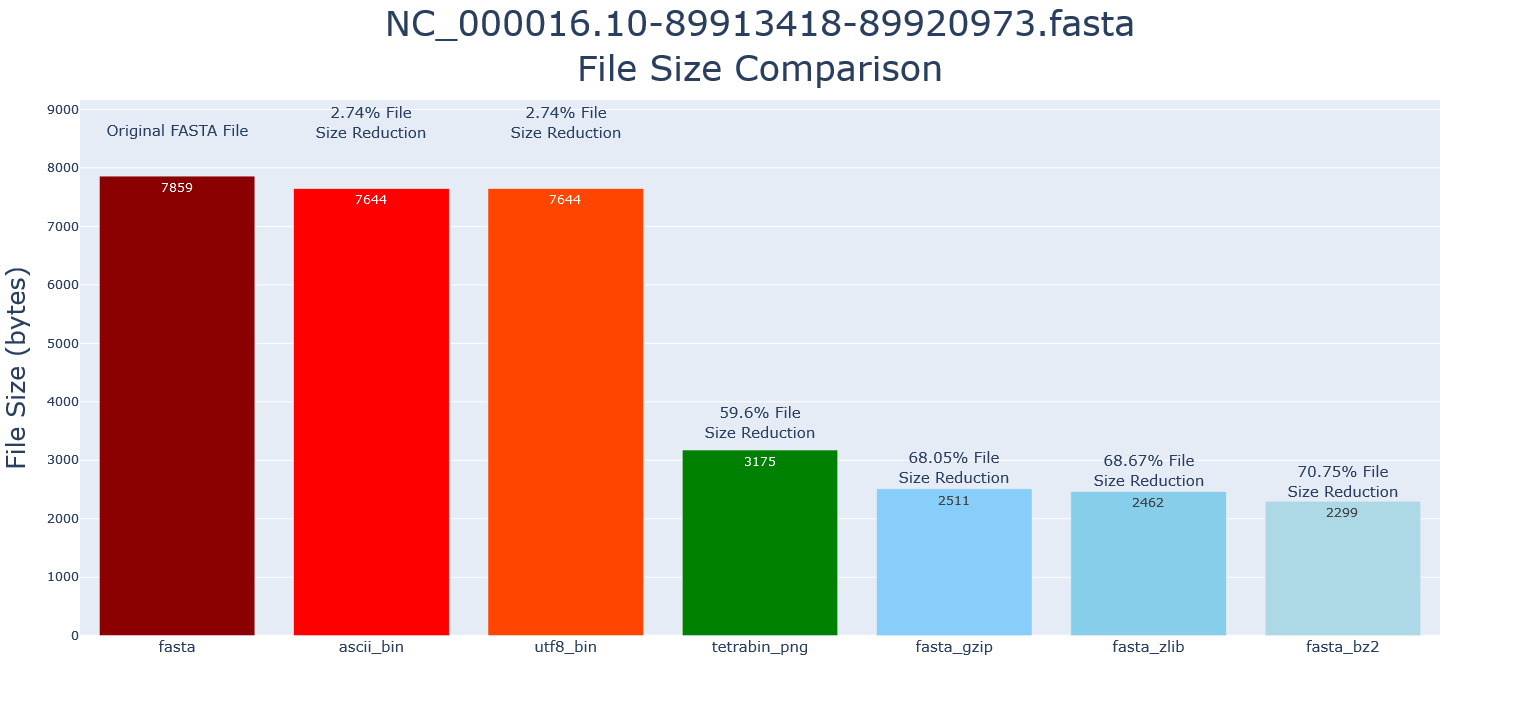 NC_000016.10-89913418-89920973.fasta
File Size Comparison
File Size (bytes)
9000
8000
7000
6000
5000
4000
3000
2000
1000
0
Original FASTA File
7859
fasta
2.74% File
Size Reduction
7644
ascii_bin
2.74% File
Size Reduction
7644
utf8_bin
59.6% File
Size Reduction
3175
tetrabin_png
68.05% File
Size Reduction
2511
fasta_gzip
68.67% File
Size Reduction
2462
fasta_zlib
70.75% File
Size Reduction
2299
fasta_bz2